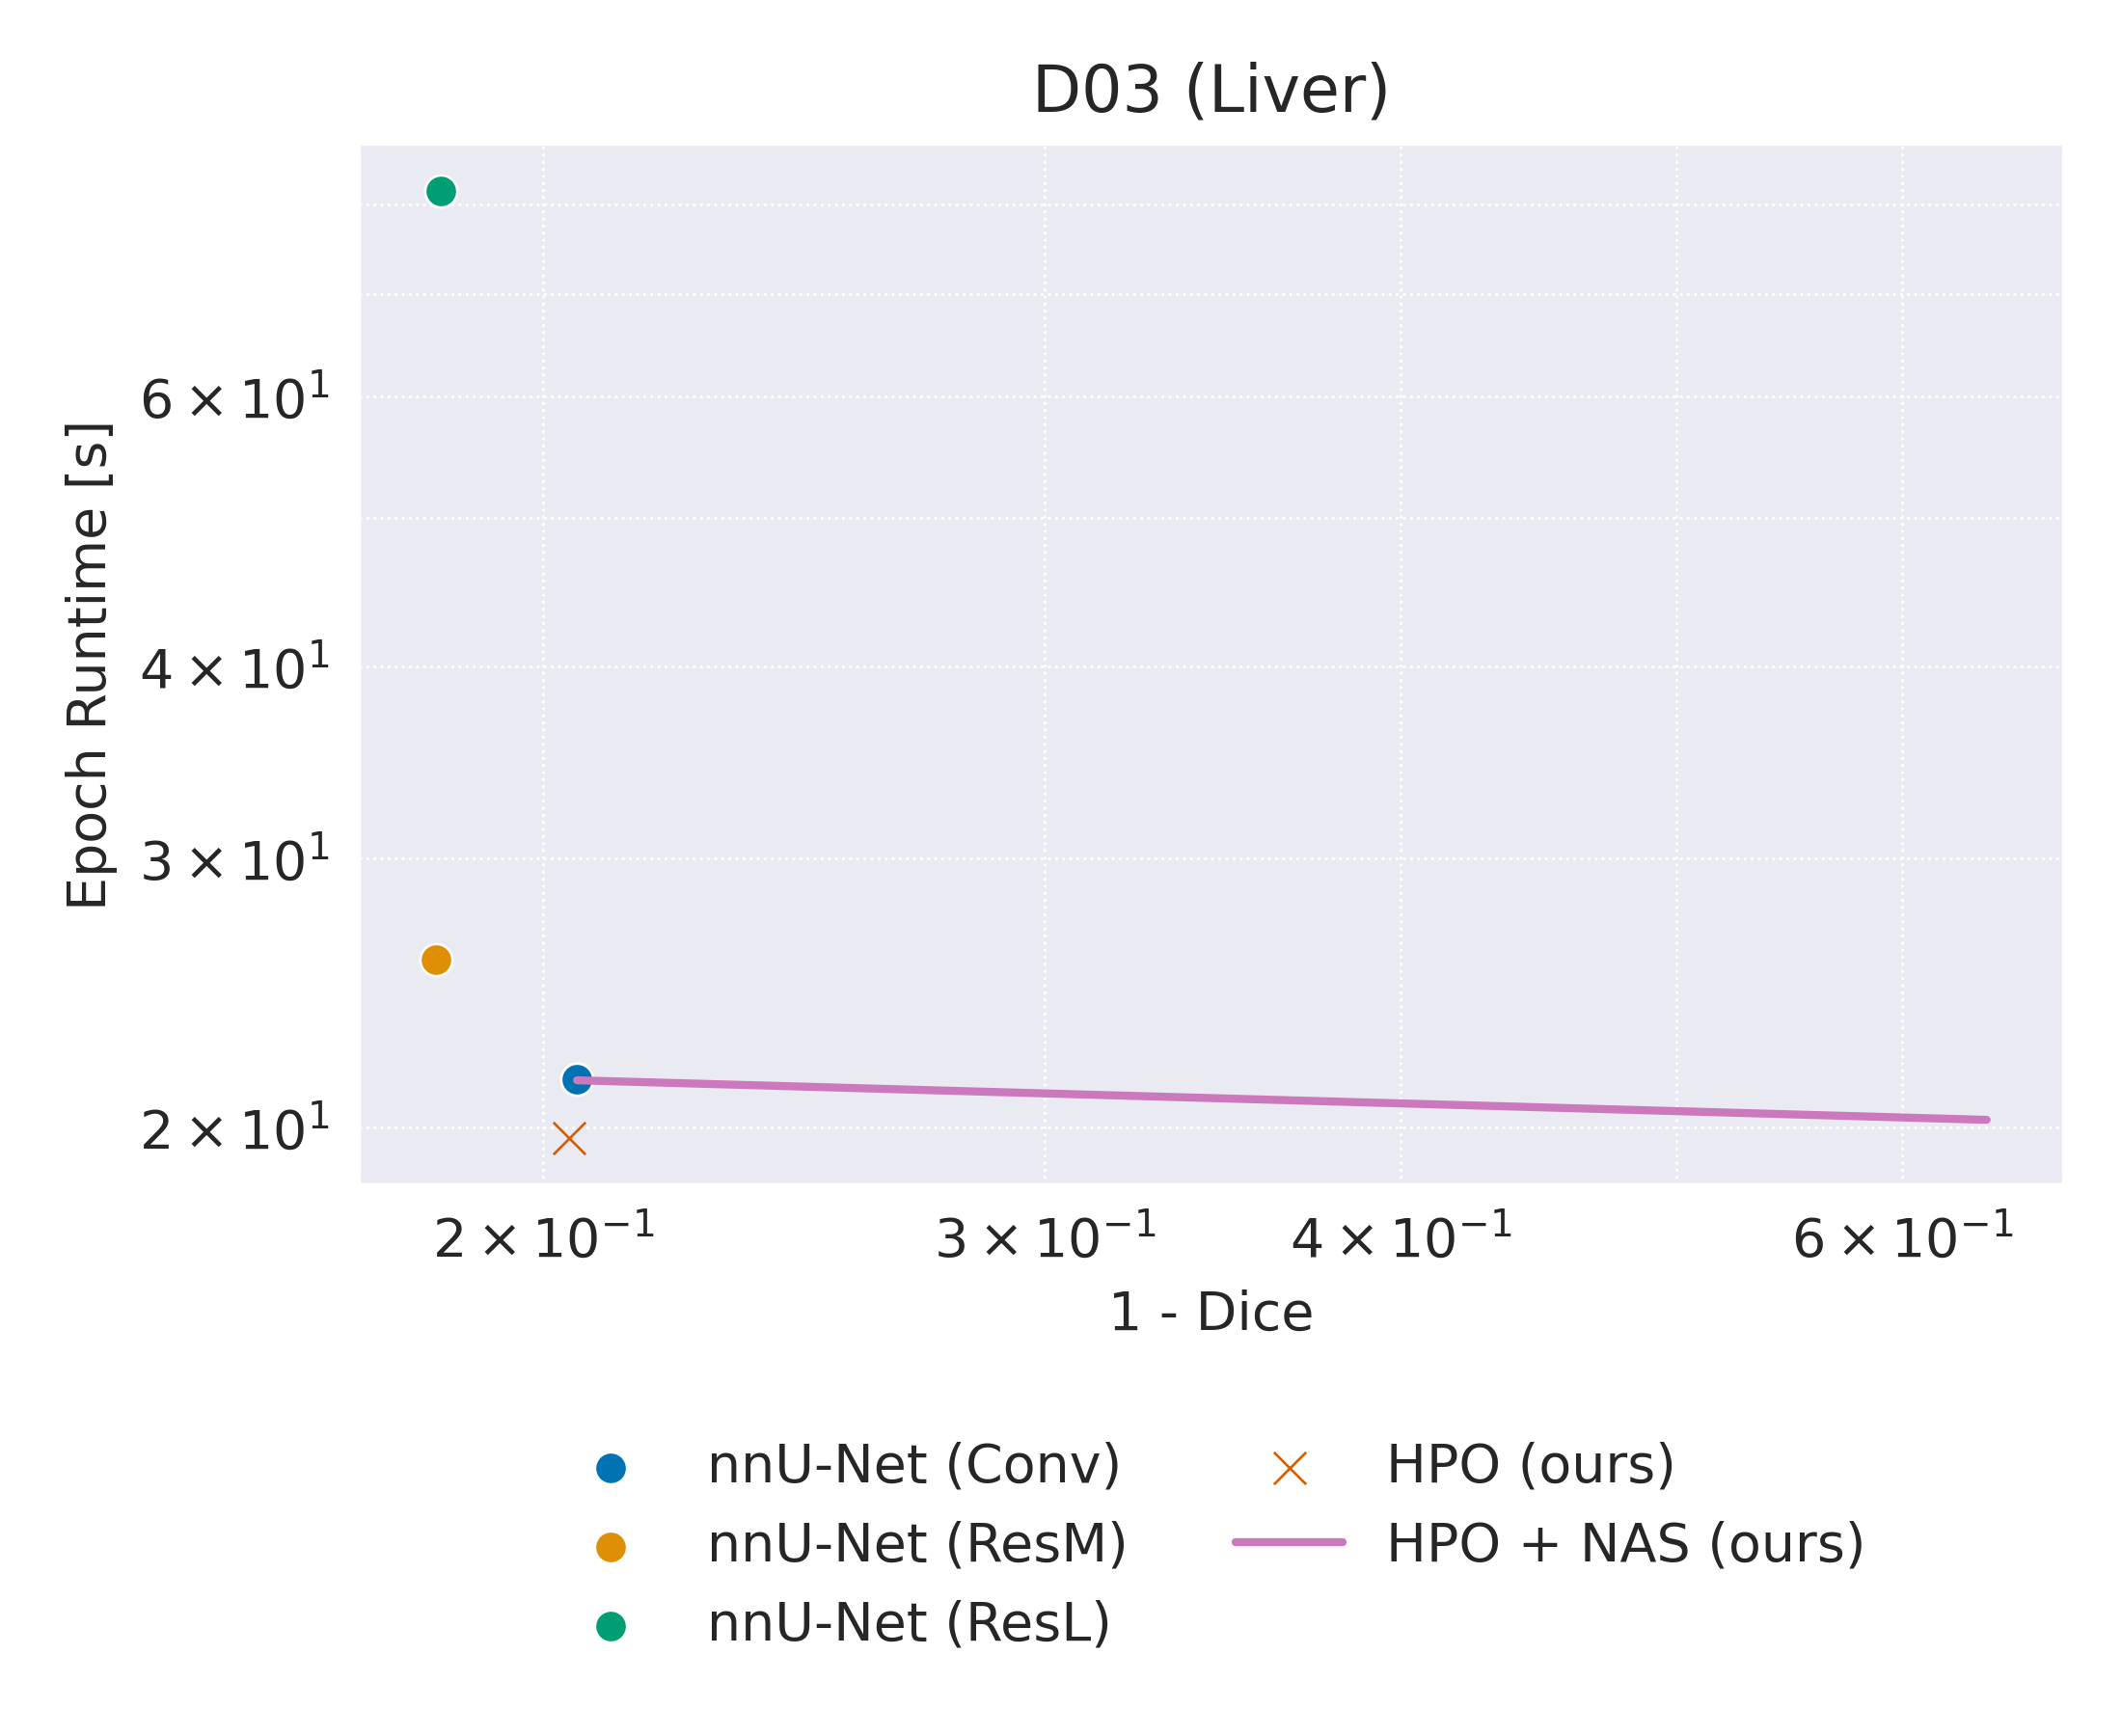 D03 (Liver)
Epoch Runtime [s]
6 × 10¹
4 × 10¹
3 × 10¹
2 × 10¹
2 × 10⁻¹
3 × 10⁻¹
4 × 10⁻¹
6 × 10⁻¹
1 - Dice
nnU-Net (Conv)
nnU-Net (ResM)
nnU-Net (ResL)
HPO (ours)
HPO + NAS (ours)